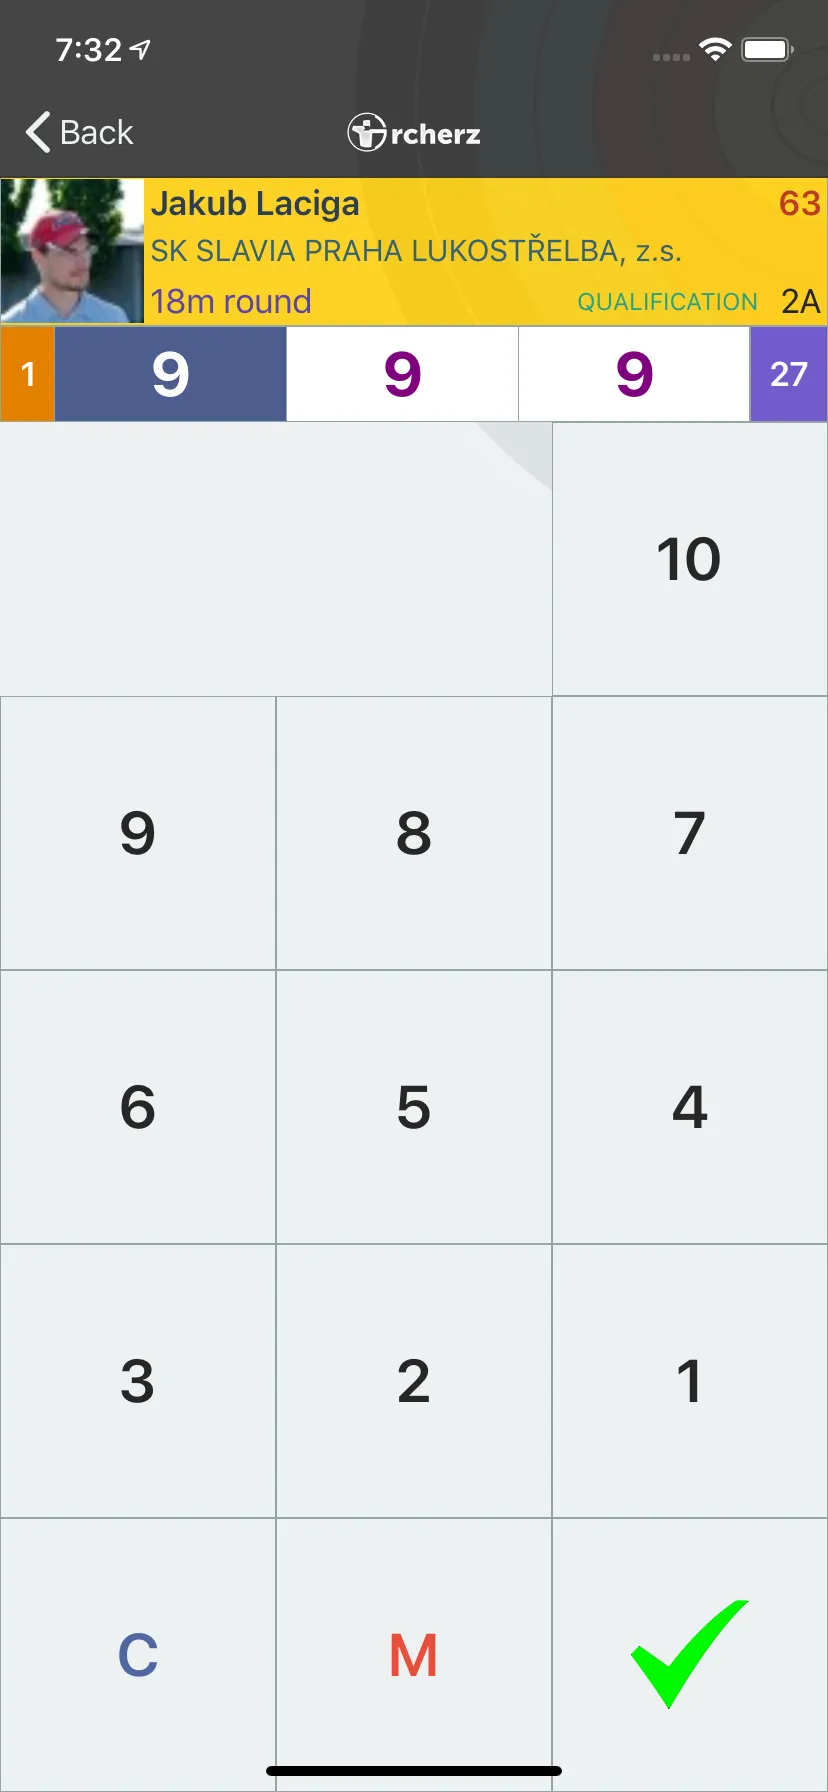 7:32
Back
rcherz
Jakub Laciga
63
SK SLAVIA PRAHA LUKOSTŘELBA, z.s.
18m round
QUALIFICATION
2A
1 9 9 9 27
10
9 8 7
6 5 4
3 2 1
C M